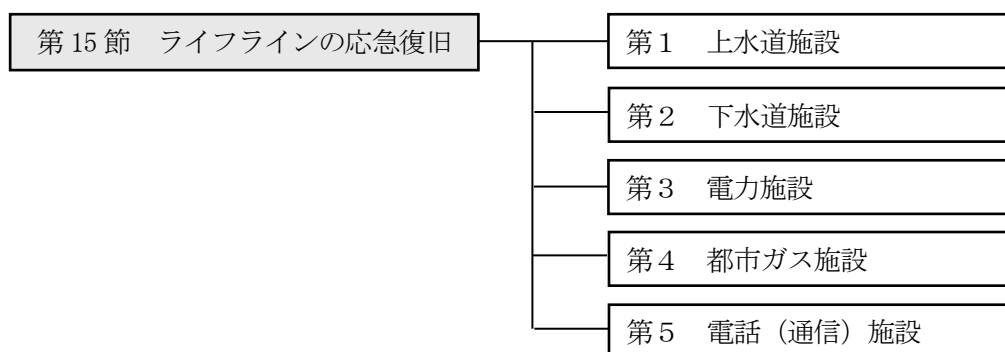 第 15 節　ライフラインの応急復旧
第１　上水道施設
第２　下水道施設
第３　電力施設
第４　都市ガス施設
第５　電話（通信）施設